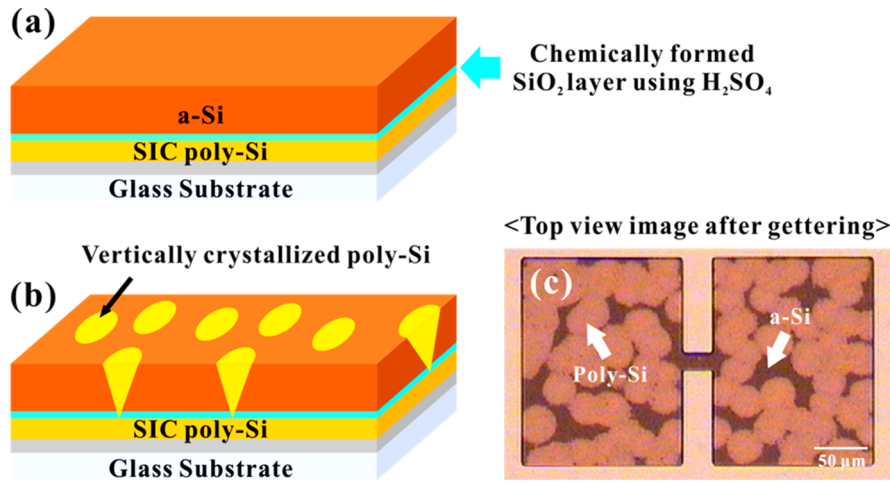 (a)
Chemically formed
SiO₂ layer using H₂SO₄
a-Si
SIC poly-Si
Glass Substrate
<Top view image after gettering>
Vertically crystallized poly-Si
(b)
(c)
a-Si
Poly-Si
SIC poly-Si
Glass Substrate
50 μm